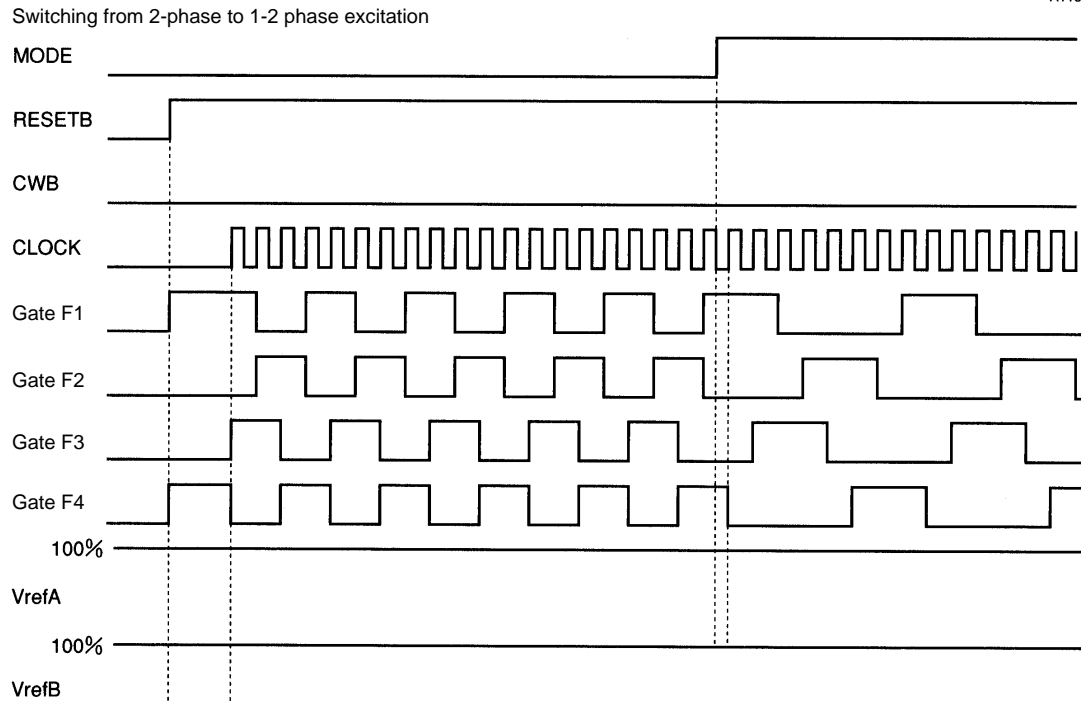 Switching from 2-phase to 1-2 phase excitation
MODE
RESETB
CWB
CLOCK
Gate F1
Gate F2
Gate F3
Gate F4
100%
VrefA
100%
VrefB